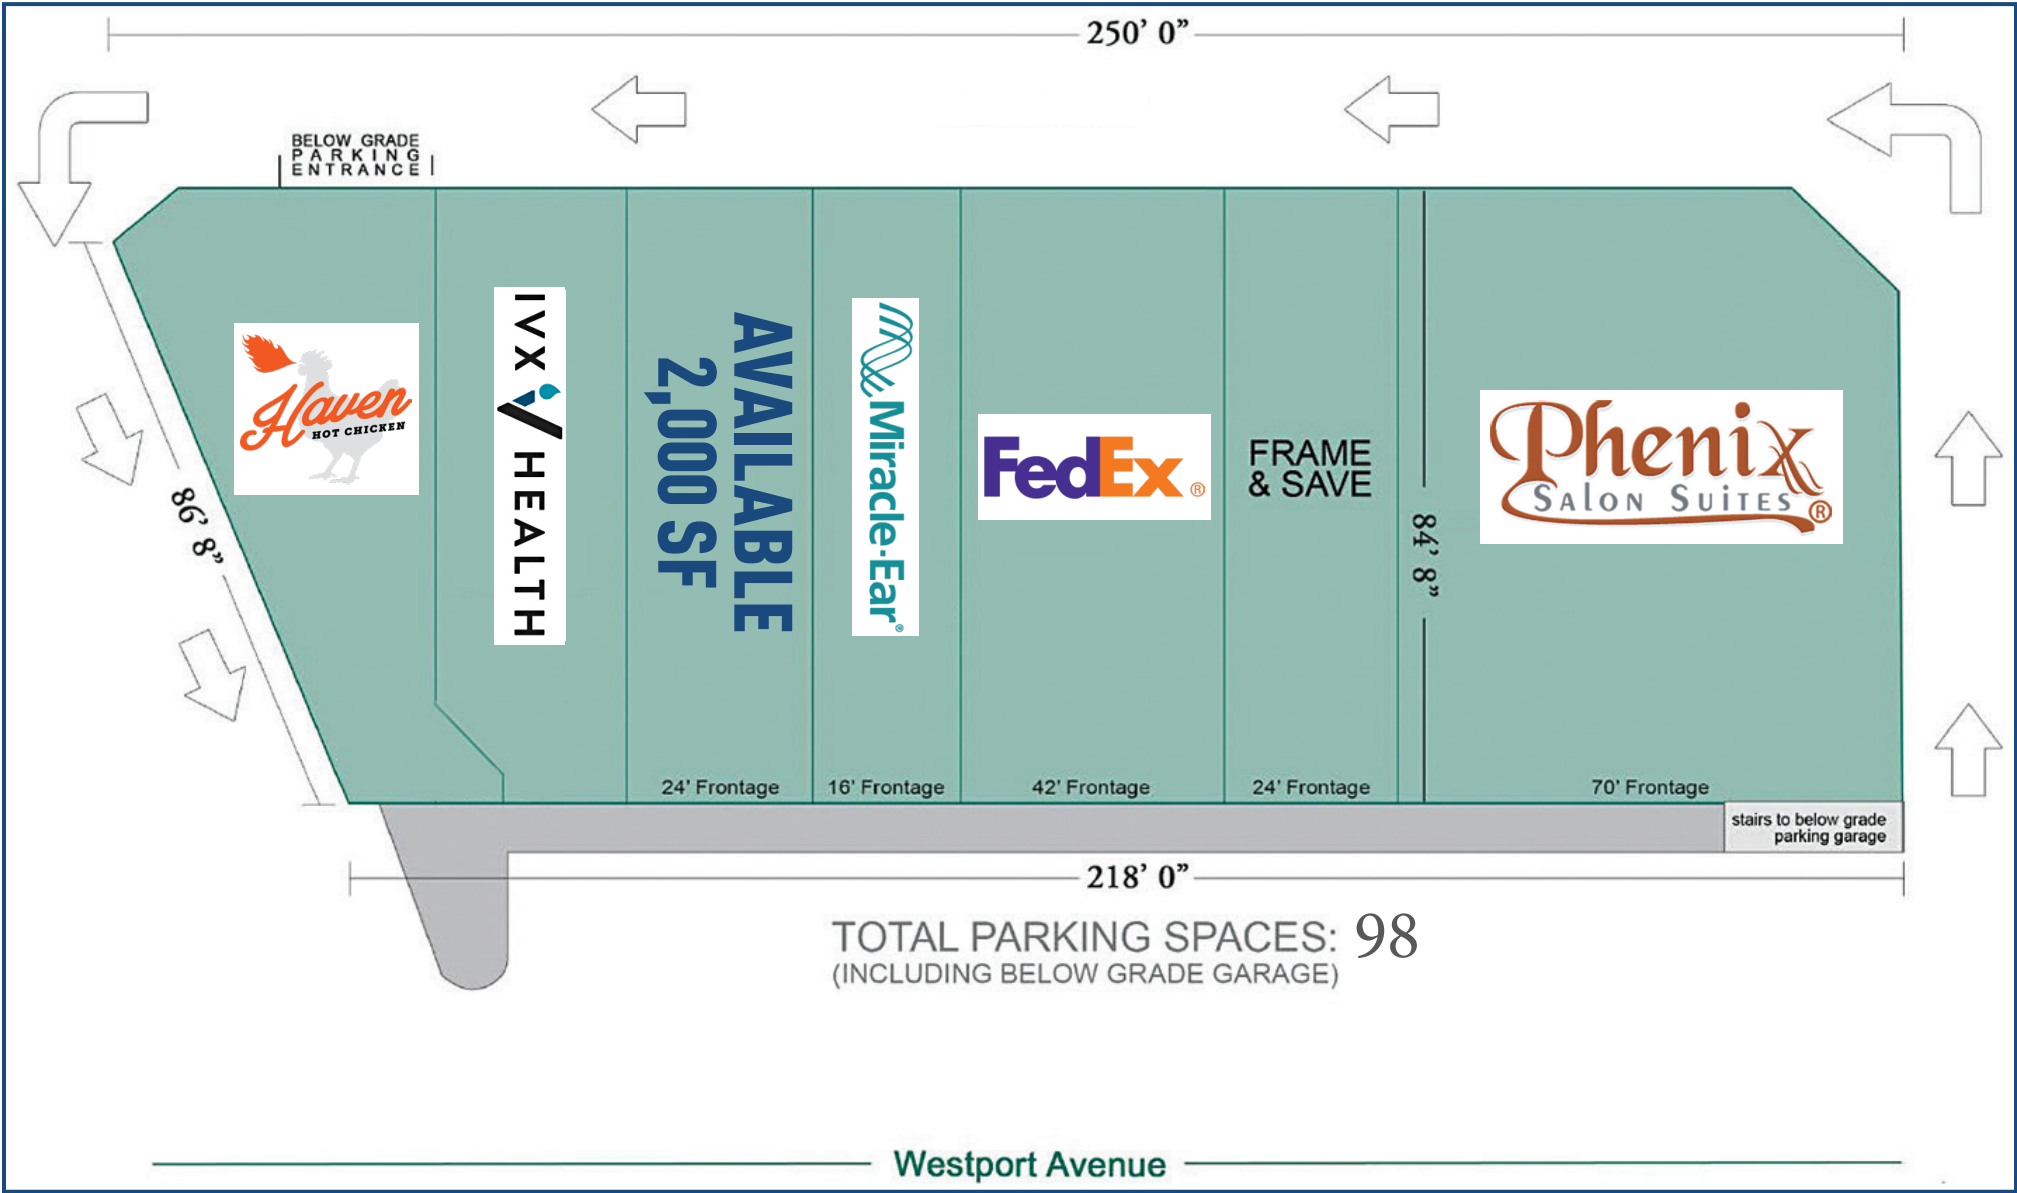 250' 0”
BELOW GRADE
PARKING
ENTRANCE
Haven
HOT CHICKEN
IVX HEALTH
AVAILABLE
2,000 SF
Miracle-Ear®
FedEx®
FRAME
& SAVE
Phenix
SALON SUITES®
86' 8”
84' 8”
24' Frontage
16' Frontage
42' Frontage
24' Frontage
70' Frontage
stairs to below grade
parking garage
218' 0”
TOTAL PARKING SPACES: 98
(INCLUDING BELOW GRADE GARAGE)
Westport Avenue